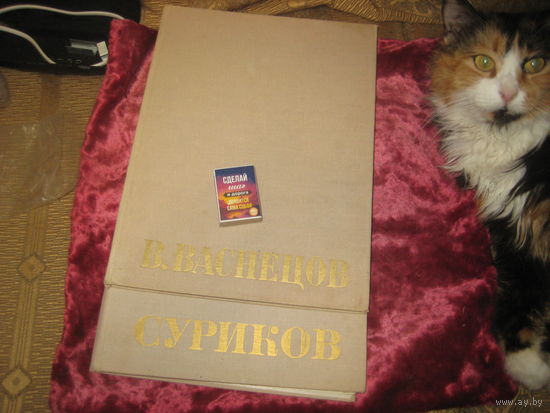 СДЕЛАЙ
шаг
и дорога
ПОЯВИТСЯ
САМА СОБОЙ
В. ВАСНЕЦОВ
СУРИКОВ
www.ay.by